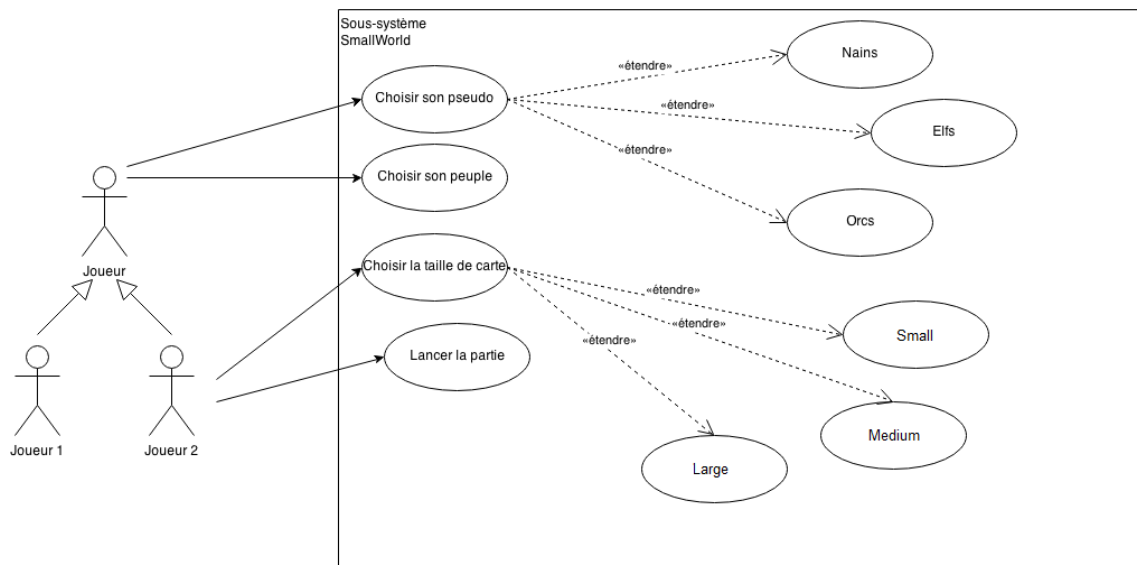 Sous-système
SmallWorld
Choisir son pseudo
«étendre»
Nains
«étendre»
Elfs
«étendre»
Orcs
Choisir son peuple
Joueur
Choisir la taille de carte
«étendre»
Small
«étendre»
Medium
«étendre»
Large
Lancer la partie
Joueur 1
Joueur 2